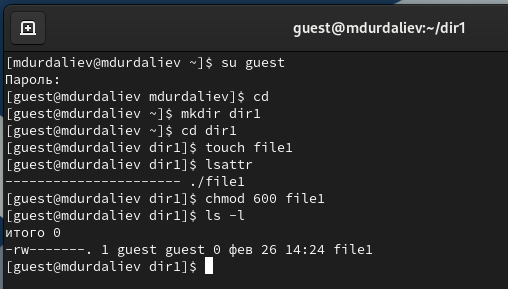 guest@mdurdaliev:~/dir1
[mdurdaliev@mdurdaliev ~]$ su guest
Пароль:
[guest@mdurdaliev mdurdaliev]$ cd
[guest@mdurdaliev ~]$ mkdir dir1
[guest@mdurdaliev ~]$ cd dir1
[guest@mdurdaliev dir1]$ touch file1
[guest@mdurdaliev dir1]$ lsattr
---------------------- ./file1
[guest@mdurdaliev dir1]$ chmod 600 file1
[guest@mdurdaliev dir1]$ ls -l
итого 0
-rw-------. 1 guest guest 0 фев 26 14:24 file1
[guest@mdurdaliev dir1]$